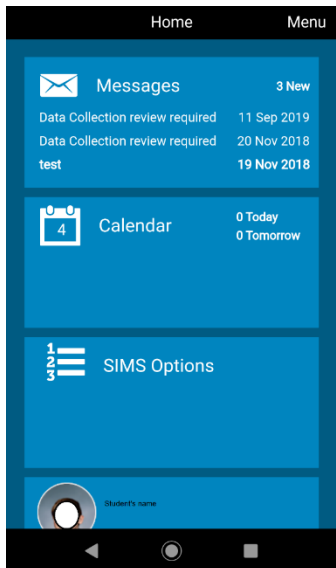 Home Menu
Messages 3 New
Data Collection review required 11 Sep 2019
Data Collection review required 20 Nov 2018
test 19 Nov 2018
4 Calendar 0 Today
0 Tomorrow
1
2
3
SIMS Options
Student's name